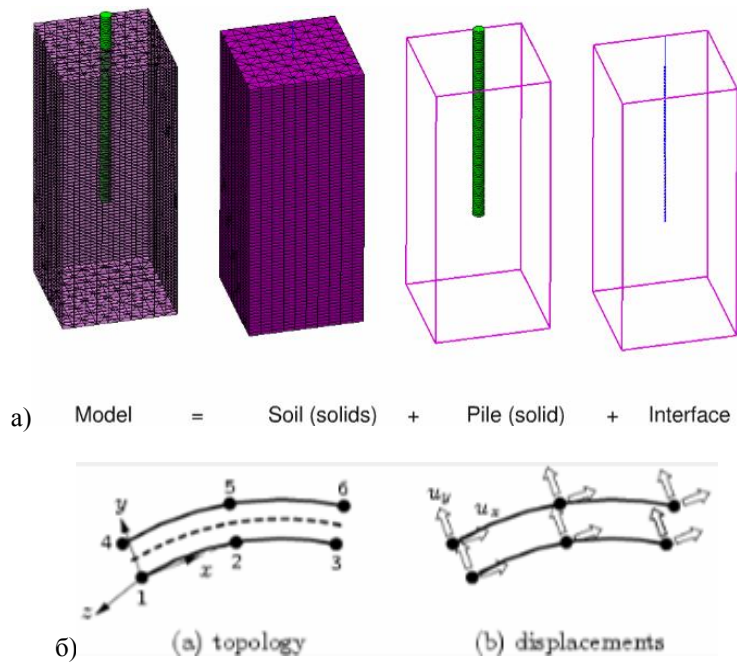 а) Model = Soil (solids) + Pile (solid) + Interface
y 4 5 6
z 1 x 2 3
u_y u_x
б) (a) topology (b) displacements